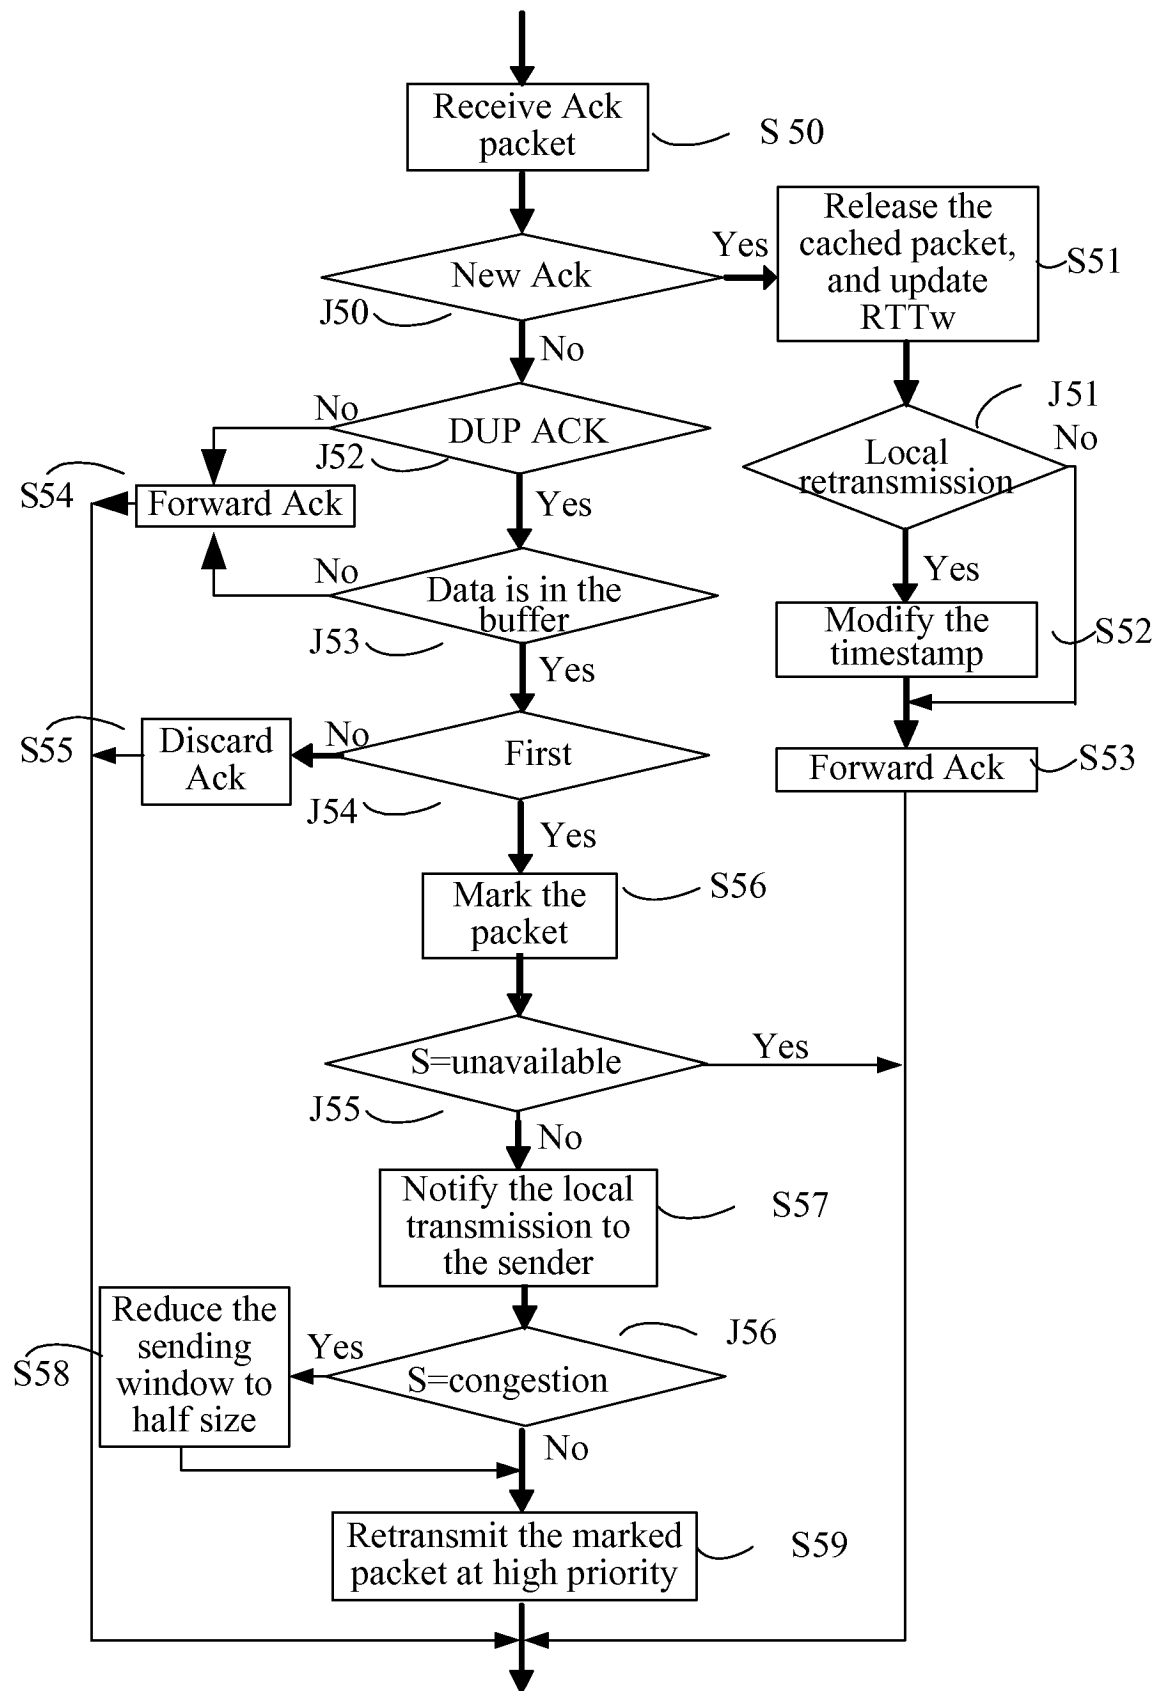 Receive Ack
packet
S 50
Release the
cached packet,
and update
RTTw
S51
Yes
New Ack
J50
No
J51
No
DUP ACK
J52
No
Local
retransmission
S54
Forward Ack
Yes
Yes
No
Data is in the
buffer
J53
Modify the
timestamp
S52
Yes
S55
Discard
Ack
No
First
J54
Forward Ack
S53
Yes
Mark the
packet
S56
S=unavailable
Yes
J55
No
Notify the local
transmission to
the sender
S57
Reduce the
sending
window to
half size
S58
Yes
J56
S=congestion
No
Retransmit the marked
packet at high priority
S59